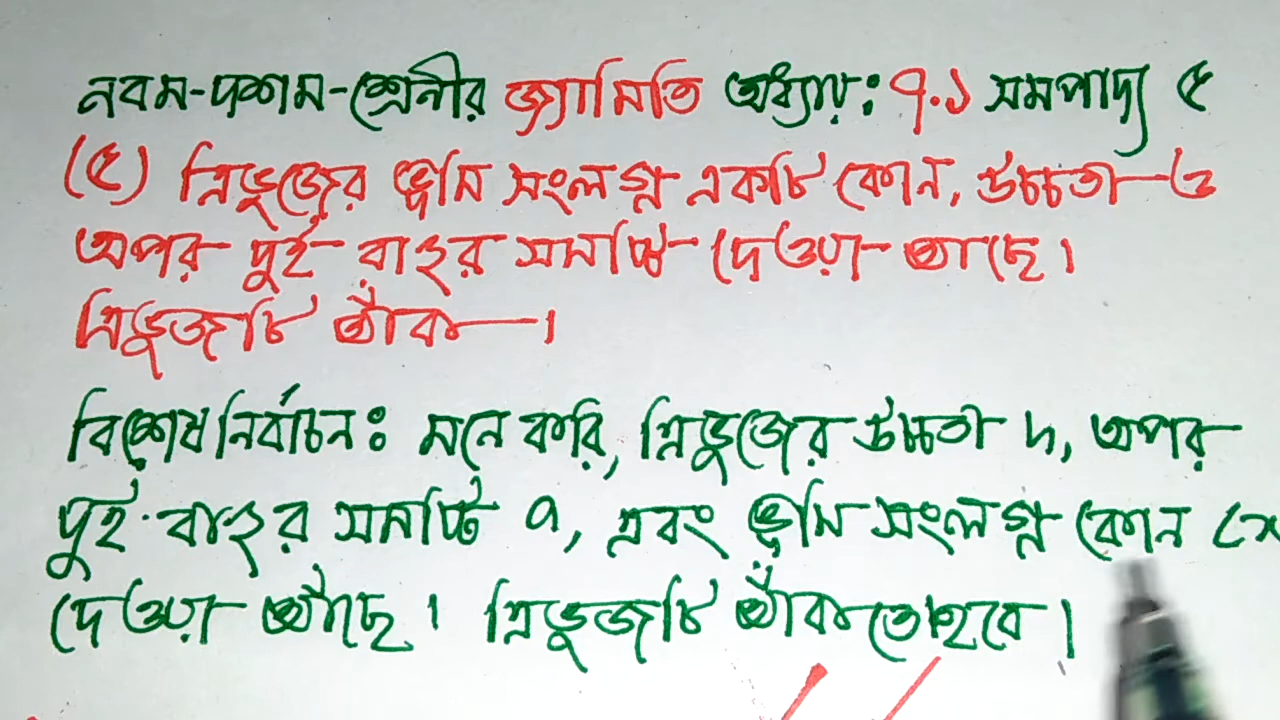 নবম-দশম-শ্রেনীর জ্যামিতি অধ্যায়: ৭.১ সমপাদ্য ৫
(৫) ত্রিভুজের ভূমি সংলগ্ন একটি কোন, উচ্চতা ও
অপর দুই বাহুর সমষ্টি দেওয়া আছে।
ত্রিভুজটি আঁক।
বিশেষ নির্বাচন: মনে করি, ত্রিভুজের উচ্চতা h, অপর
দুই বাহুর সমষ্টি a, এবং ভূমি সংলগ্ন কোন ∠x
দেওয়া আঁছে। ত্রিভুজটি আঁকতে হবে।